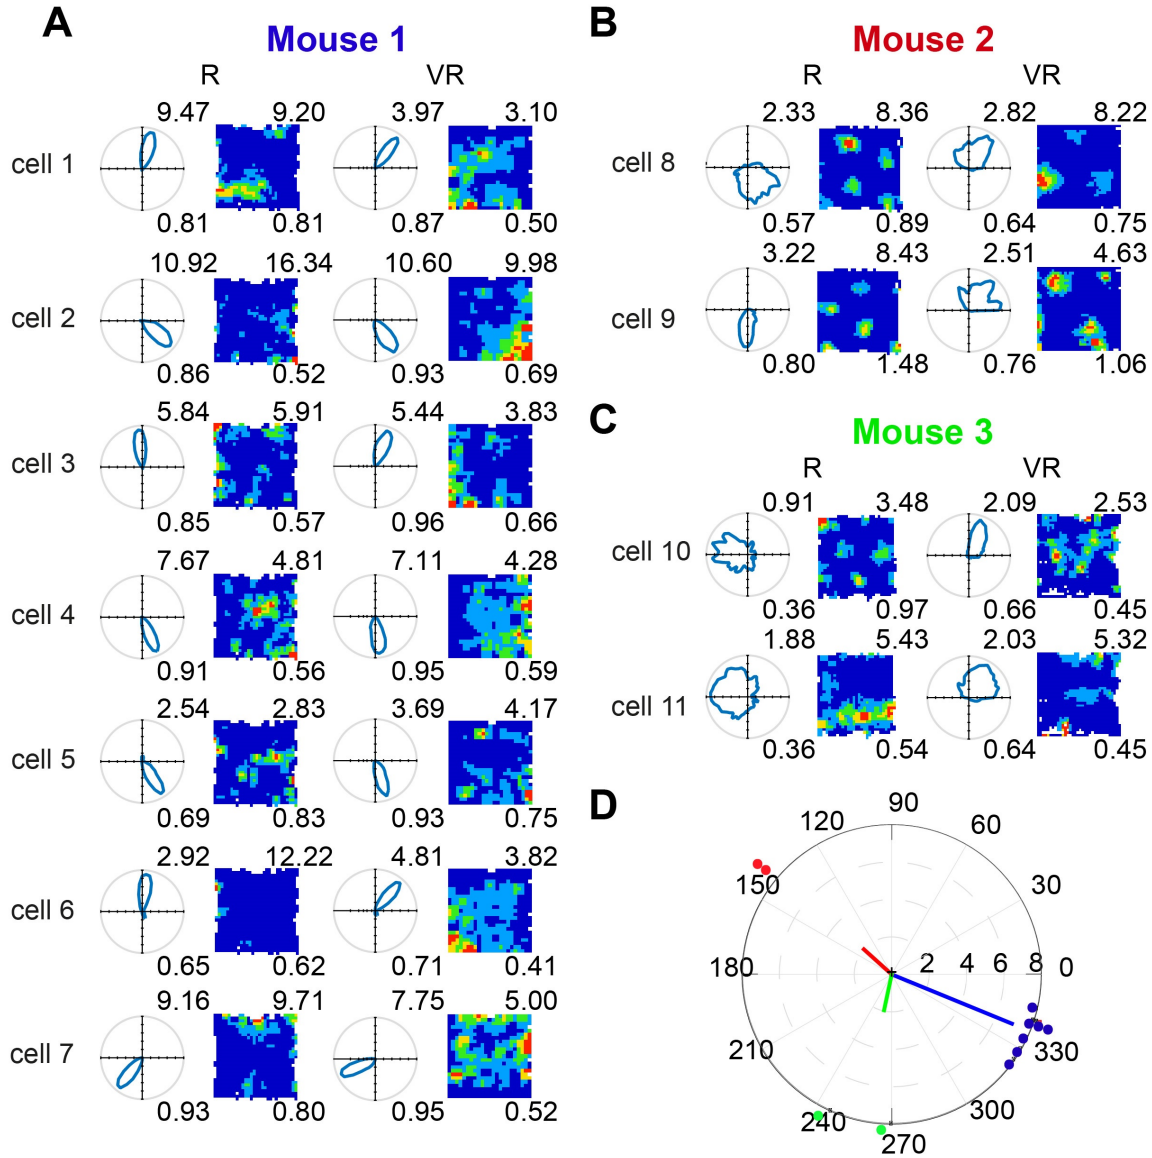 A
Mouse 1
R VR
9.47 9.20 3.97 3.10
cell 1
0.81 0.81 0.87 0.50
10.92 16.34 10.60 9.98
cell 2
0.86 0.52 0.93 0.69
5.84 5.91 5.44 3.83
cell 3
0.85 0.57 0.96 0.66
7.67 4.81 7.11 4.28
cell 4
0.91 0.56 0.95 0.59
2.54 2.83 3.69 4.17
cell 5
0.69 0.83 0.93 0.75
2.92 12.22 4.81 3.82
cell 6
0.65 0.62 0.71 0.41
9.16 9.71 7.75 5.00
cell 7
0.93 0.80 0.95 0.52
B
Mouse 2
R VR
2.33 8.36 2.82 8.22
cell 8
0.57 0.89 0.64 0.75
3.22 8.43 2.51 4.63
cell 9
0.80 1.48 0.76 1.06
C
Mouse 3
R VR
0.91 3.48 2.09 2.53
cell 10
0.36 0.97 0.66 0.45
1.88 5.43 2.03 5.32
cell 11
0.36 0.54 0.64 0.45
D
90
120 60
150 30
180 2 4 6 8 0
210 330
240 300
270